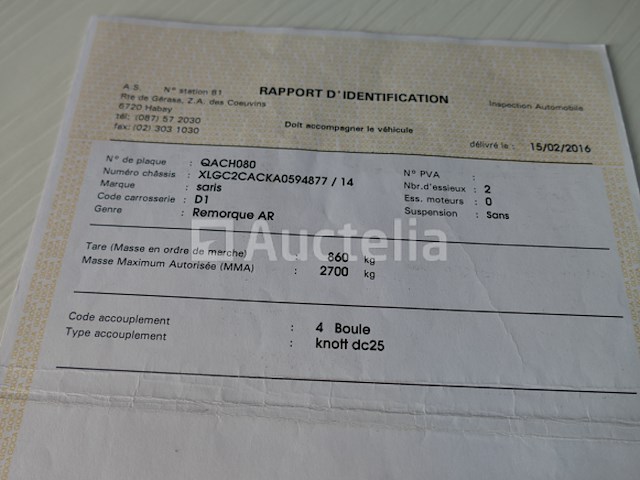 A.S. N° station 81
Rte de Gérasa, Z.A. des Coeuvins
6720 Habay
tél: (087) 57 2030
fax: (02) 303 1030
RAPPORT D'IDENTIFICATION
Inspection Automobile
Doit accompagner le véhicule
délivré le : 15/02/2016
N° de plaque : QACH080
Numéro châssis : XLGC2CACKA0594877 / 14
Marque : saris
Code carrosserie : D1
Genre : Remorque AR
N° PVA :
Nbr.d'essieux : 2
Ess. moteurs : 0
Suspension : Sans
Auctelia
Tare (Masse en ordre de marche) : 860 kg
Masse Maximum Autorisée (MMA) : 2700 kg
Code accouplement : 4 Boule
Type accouplement : knott dc25